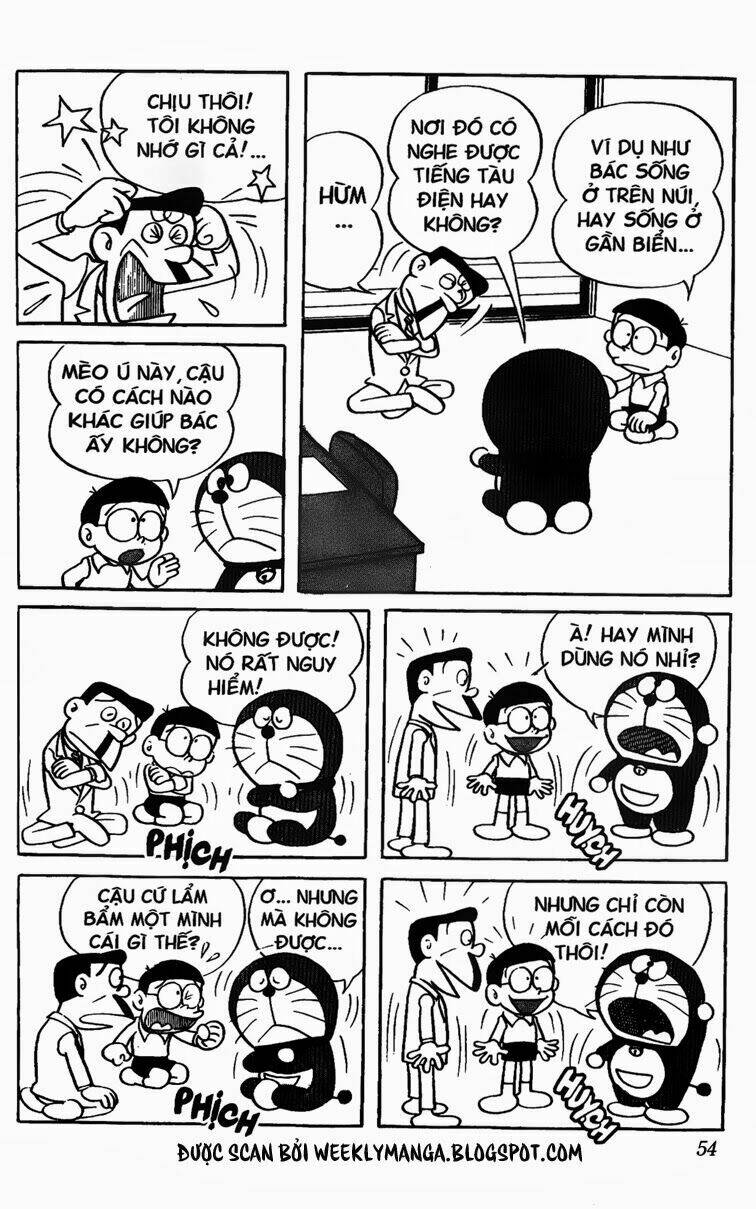 VÍ DỤ NHƯ
BÁC SỐNG
Ở TRÊN NÚI,
HAY SỐNG Ở
GẦN BIỂN...
NƠI ĐÓ CÓ
NGHE ĐƯỢC
TIẾNG TÀU
ĐIỆN HAY
KHÔNG?
HỪM
...
CHỊU THÔI!
TÔI KHÔNG
NHỚ GÌ CẢ!...
MÈO Ú NÀY, CẬU
CÓ CÁCH NÀO
KHÁC GIÚP BÁC
ẤY KHÔNG?
À! HAY MÌNH
DÙNG NÓ NHỈ?
HUỴCH
KHÔNG ĐƯỢC!
NÓ RẤT NGUY
HIỂM!
PHỊCH
NHƯNG CHỈ CÒN
MỖI CÁCH ĐÓ
THÔI!
HUỴCH
Ơ... NHƯNG
MÀ KHÔNG
ĐƯỢC...
CẬU CỨ LẨM
BẨM MỘT MÌNH
CÁI GÌ THẾ?
PHỊCH
ĐƯỢC SCAN BỞI WEEKLYMANGA.BLOGSPOT.COM
54